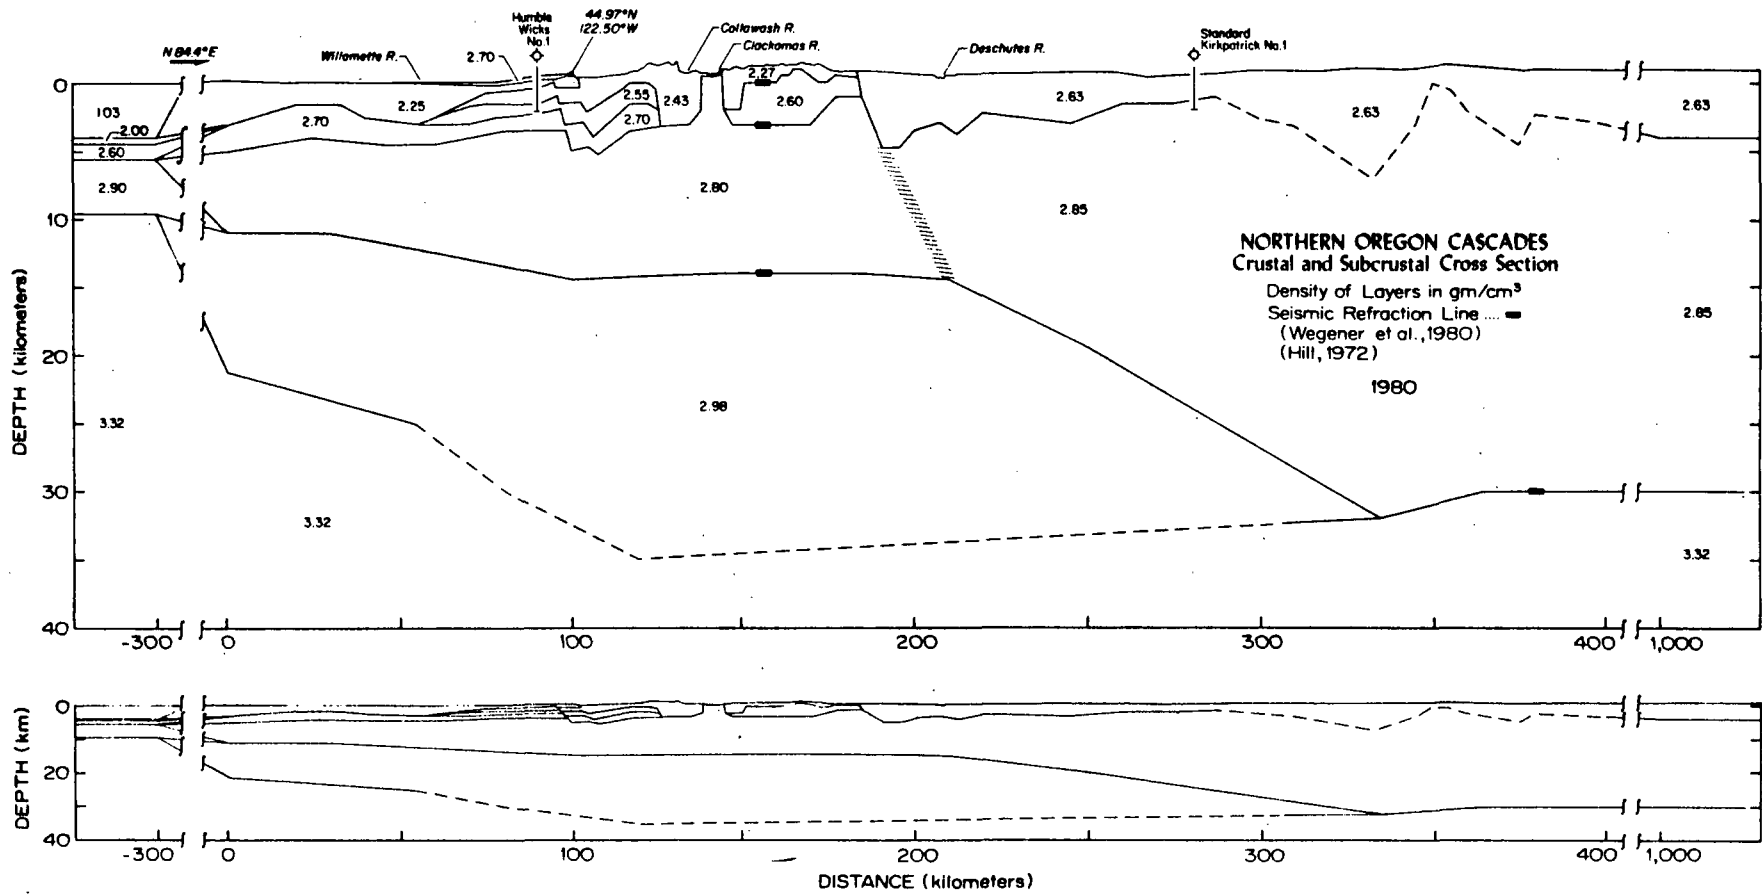 N 84.4°E
Willamette R.
2.70
Humble
Wicks
No.1
44.97°N
122.50°W
Collawash R.
Clackamas R.
Deschutes R.
Standard
Kirkpatrick No.1
0
10
20
30
40
DEPTH (kilometers)
1.03
2.00
2.60
2.90
3.32
2.70
2.25
2.55
2.70
2.43
2.27
2.60
2.63
2.63
2.63
2.80
2.85
2.98
3.32
2.85
3.32
NORTHERN OREGON CASCADES
Crustal and Subcrustal Cross Section
Density of Layers in gm/cm³
Seismic Refraction Line ....
(Wegener et al., 1980)
(Hill, 1972)
1980
-300 0 100 200 300 400 1,000
0
20
40
DEPTH (km)
-300 0 100 200 300 400 1,000
DISTANCE (kilometers)